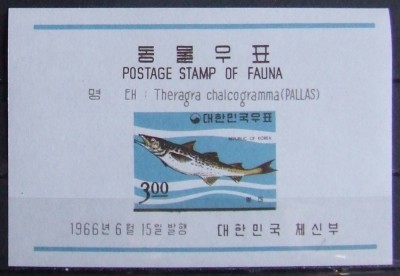 동물우표
POSTAGE STAMP OF FAUNA
명 태 : Theragra chalcogramma(PALLAS)
대한민국우표
REPUBLIC OF KOREA
3.00
명 태
1966년 6월 15일 발행 대한민국 체신부